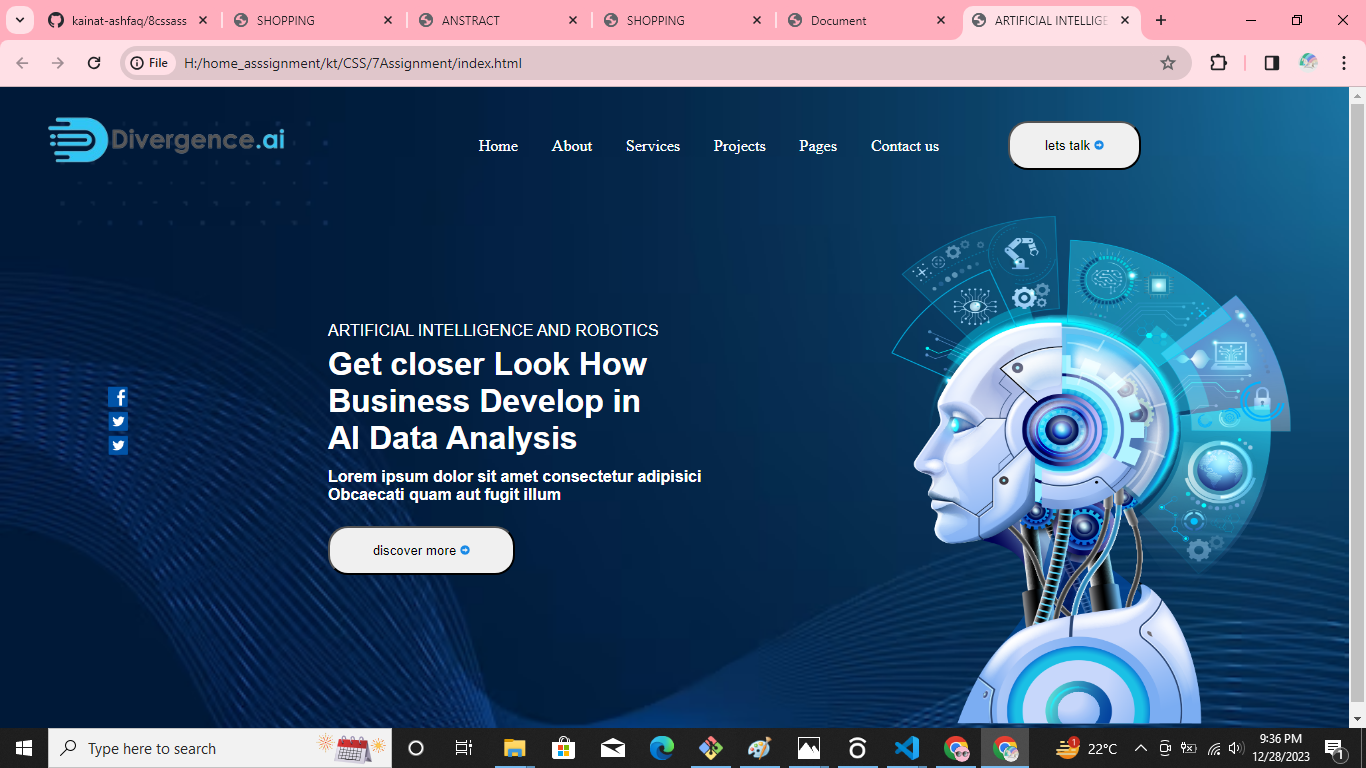 kainat-ashfaq/8cssass
SHOPPING
ANSTRACT
SHOPPING
Document
ARTIFICIAL INTELLIGE
File
H:/home_asssignment/kt/CSS/7Assignment/index.html
Divergence.ai
Home
About
Services
Projects
Pages
Contact us
lets talk
ARTIFICIAL INTELLIGENCE AND ROBOTICS
Get closer Look How
Business Develop in
AI Data Analysis
Lorem ipsum dolor sit amet consectetur adipisici
Obcaecati quam aut fugit illum
discover more
Type here to search
1
22°C
9:36 PM
12/28/2023
1